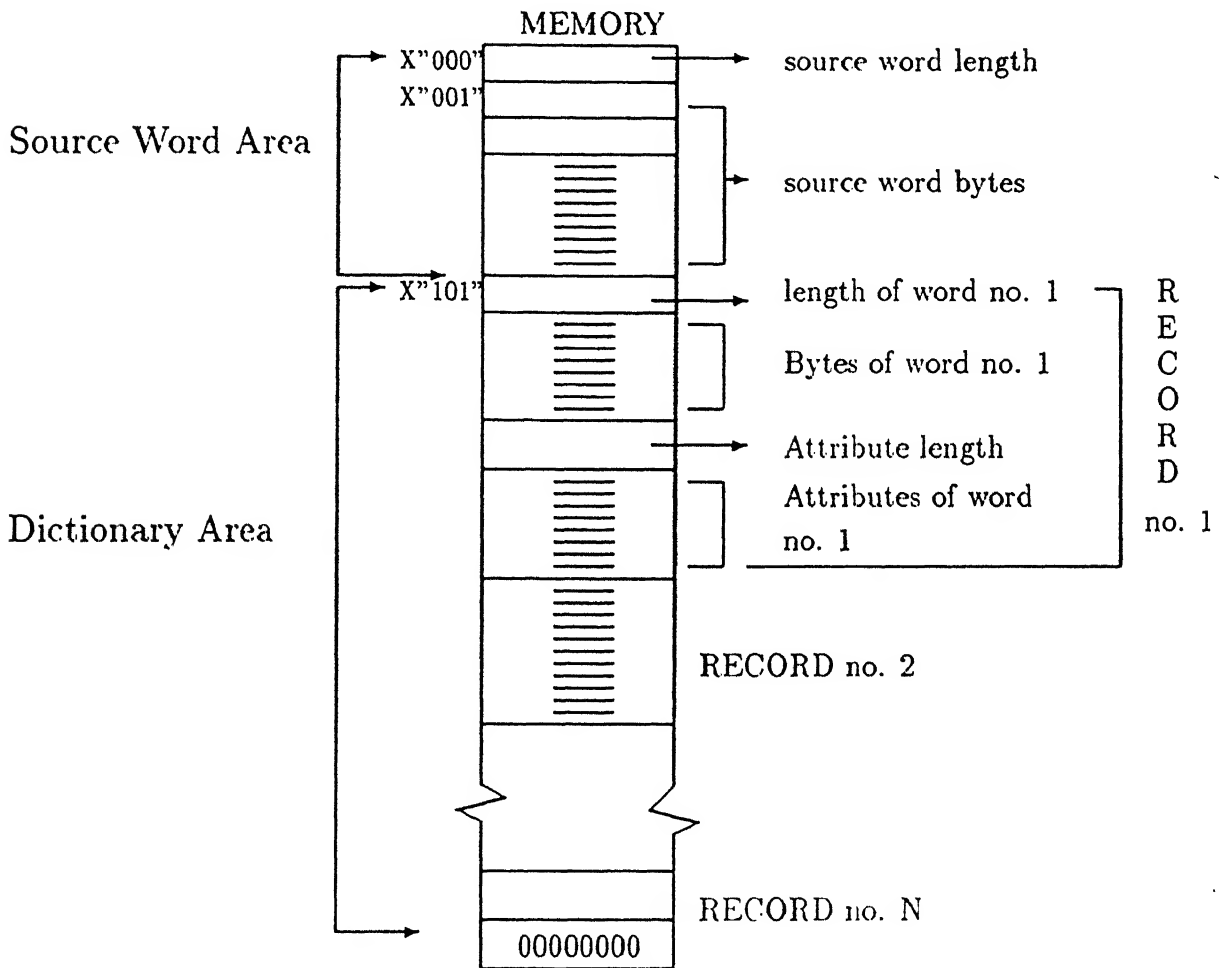 MEMORY
X"000"
source word length
X"001"
Source Word Area
source word bytes
X"101"
length of word no. 1
Bytes of word no. 1
Attribute length
Attributes of word
no. 1
R
E
C
O
R
D
no. 1
Dictionary Area
RECORD no. 2
RECORD no. N
00000000